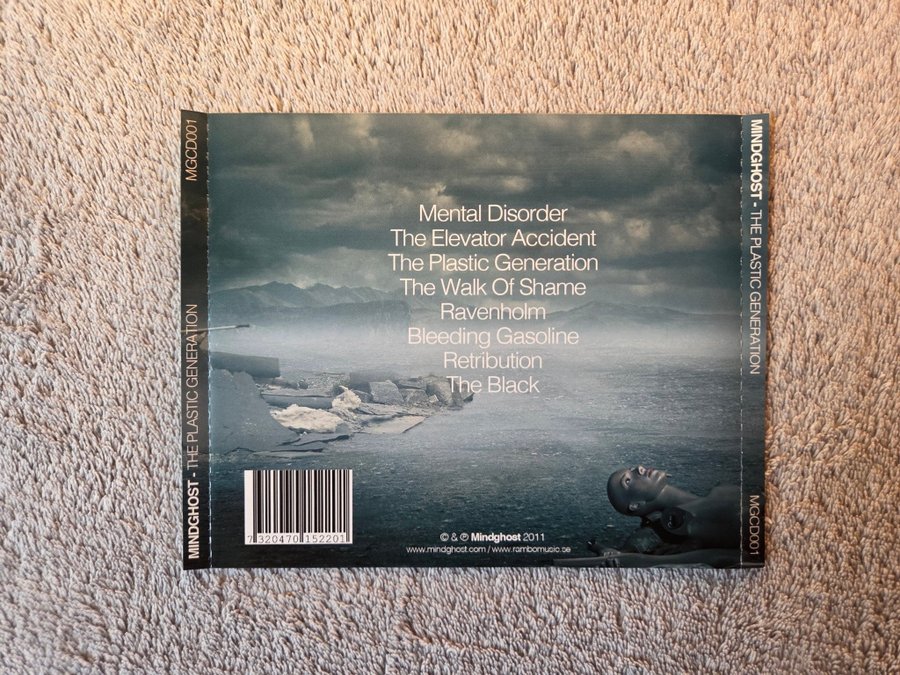 MGCD001
MINDGHOST - THE PLASTIC GENERATION
Mental Disorder
The Elevator Accident
The Plastic Generation
The Walk Of Shame
Ravenholm
Bleeding Gasoline
Retribution
The Black
7 320470 152201
© & ℗ Mindghost 2011
www.mindghost.com / www.rambomusic.se
MINDGHOST - THE PLASTIC GENERATION
MGCD001